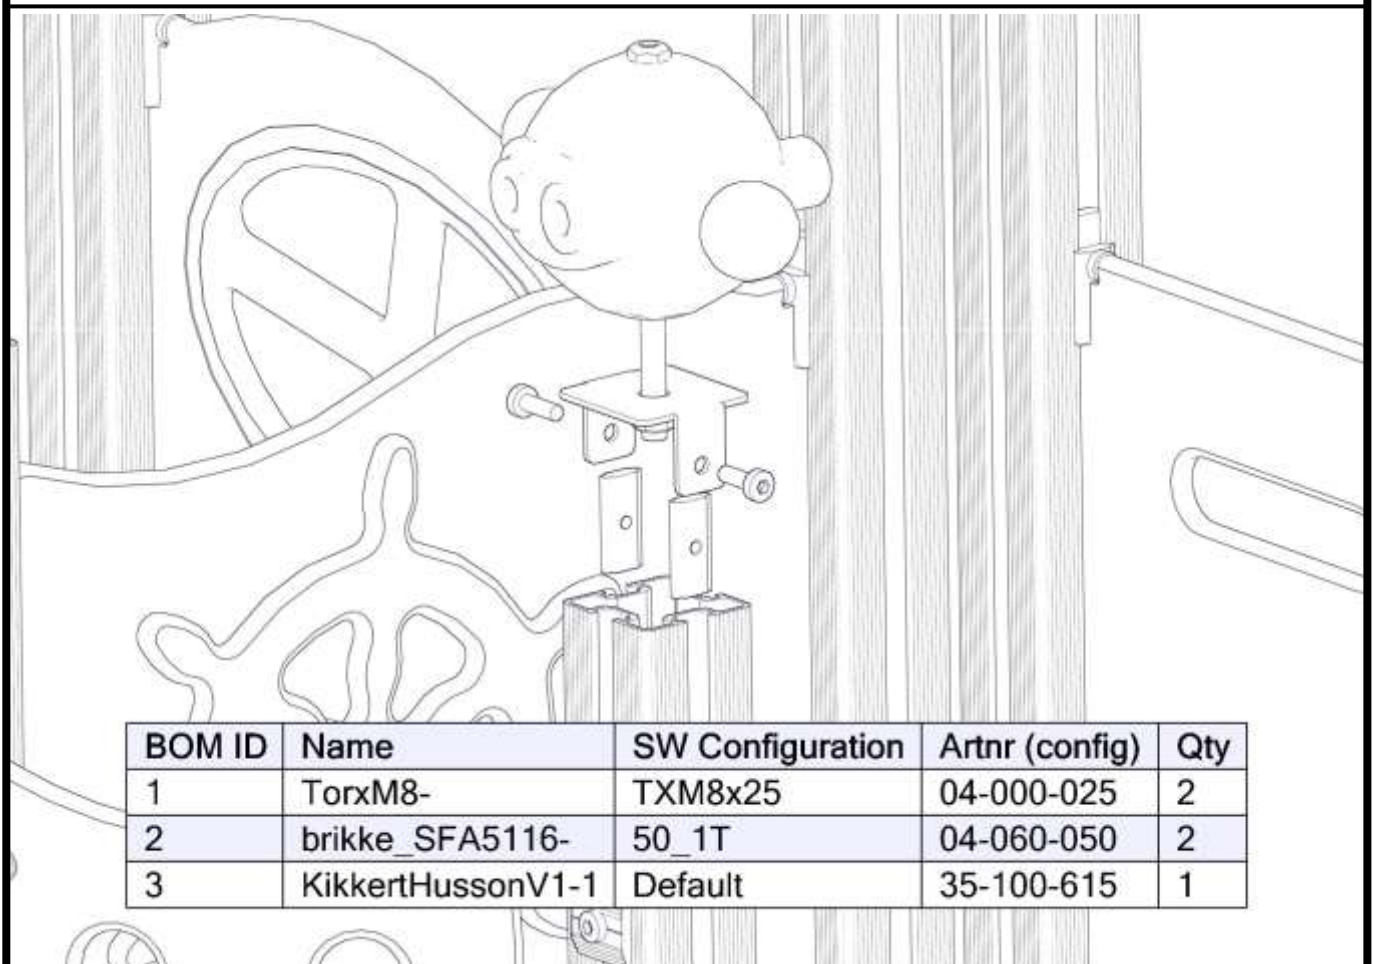 BOM ID Name SW Configuration Artnr (config) Qty
1 TorxM8- TXM8x25 04-000-025 2
2 brikke_SFA5116- 50_1T 04-060-050 2
3 KikkertHussonV1-1 Default 35-100-615 1